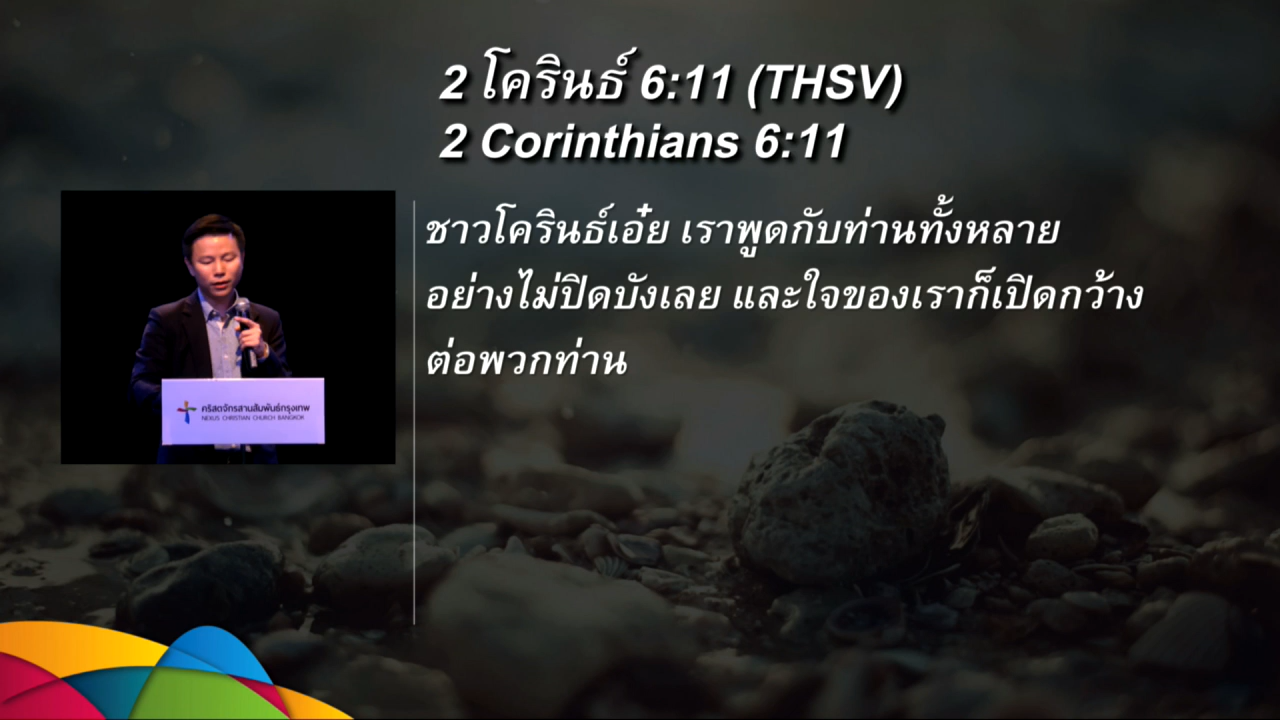 2 โครินธ์ 6:11 (THSV)
2 Corinthians 6:11
ชาวโครินธ์เอ๋ย เราพูดกับท่านทั้งหลาย
อย่างไม่ปิดบังเลย และใจของเราก็เปิดกว้าง
ต่อพวกท่าน
คริสตจักรสานสัมพันธ์กรุงเทพ
NEXUS CHRISTIAN CHURCH BANGKOK